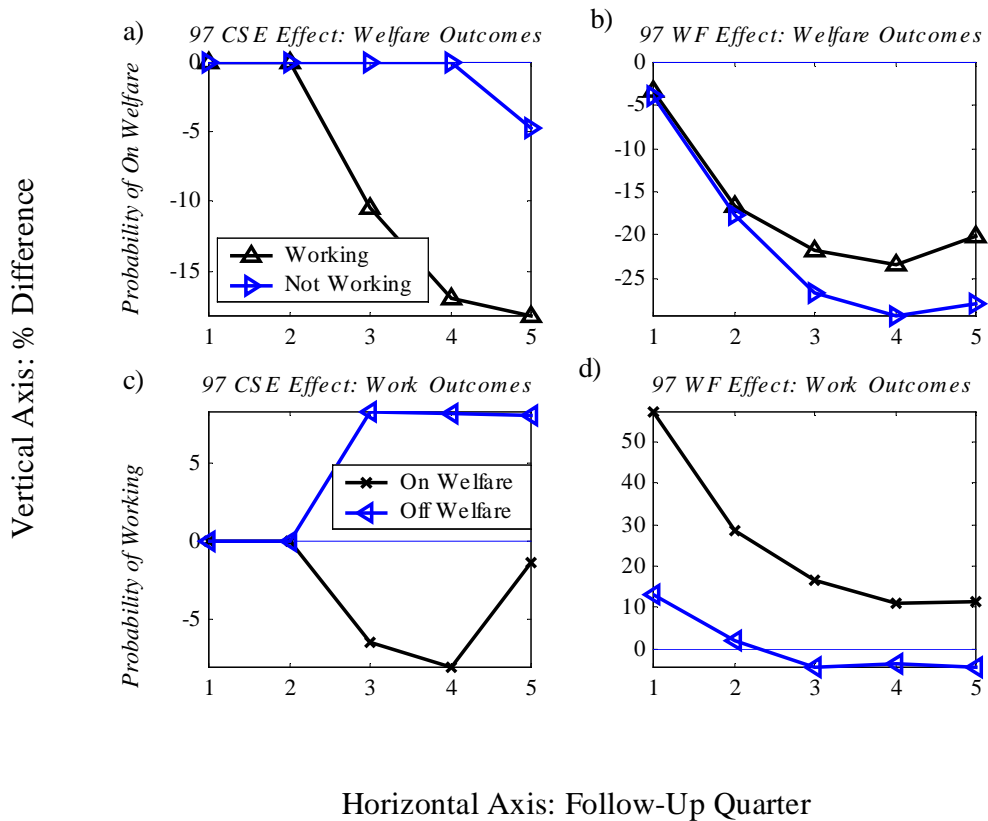 a)
97 CSE Effect: Welfare Outcomes
b)
97 WF Effect: Welfare Outcomes
Vertical Axis: % Difference
Probability of On Welfare
-0
-5
-10
-15
Working
Not Working
1 2 3 4 5
0
-5
-10
-15
-20
-25
1 2 3 4 5
c)
97 CSE Effect: Work Outcomes
d)
97 WF Effect: Work Outcomes
Probability of Working
5
0
-5
On Welfare
Off Welfare
1 2 3 4 5
50
40
30
20
10
0
1 2 3 4 5
Horizontal Axis: Follow-Up Quarter